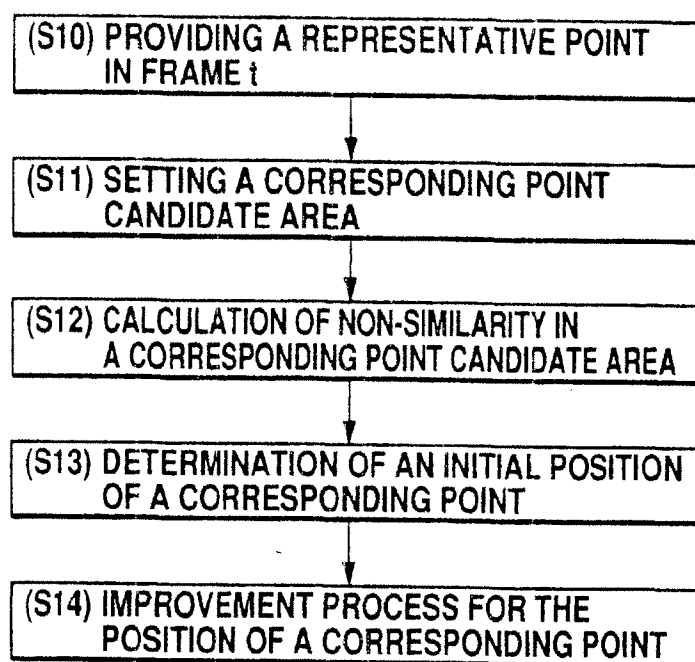 (S10) PROVIDING A REPRESENTATIVE POINT
IN FRAME t
(S11) SETTING A CORRESPONDING POINT
CANDIDATE AREA
(S12) CALCULATION OF NON-SIMILARITY IN
A CORRESPONDING POINT CANDIDATE AREA
(S13) DETERMINATION OF AN INITIAL POSITION
OF A CORRESPONDING POINT
(S14) IMPROVEMENT PROCESS FOR THE
POSITION OF A CORRESPONDING POINT